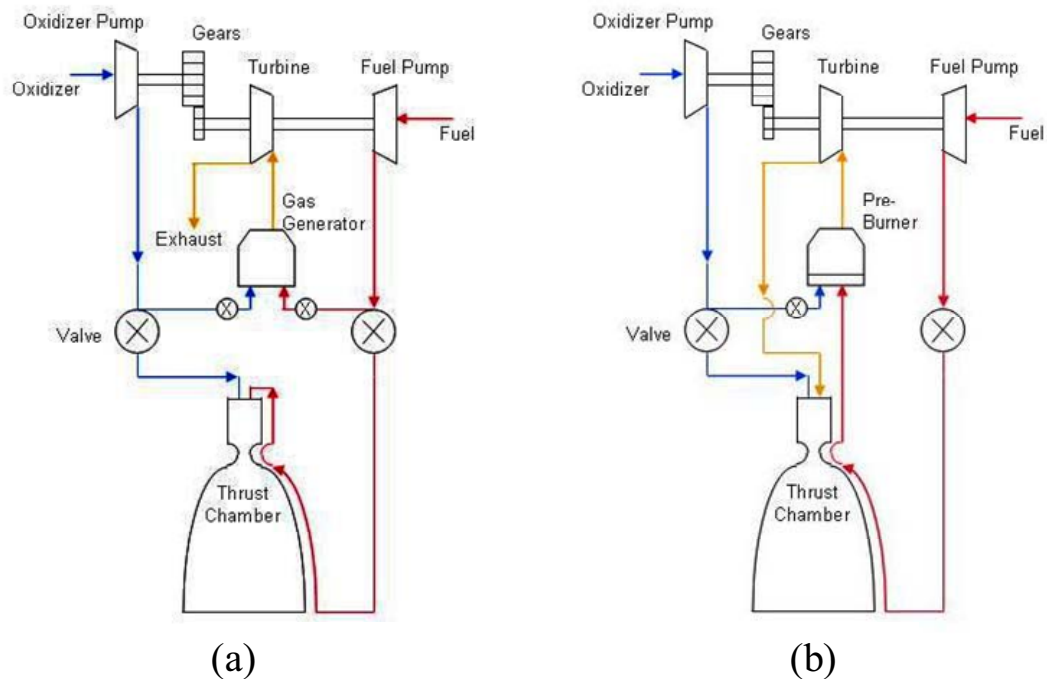 Oxidizer Pump
Gears
Turbine
Fuel Pump
Oxidizer
Fuel
Gas
Generator
Exhaust
Valve
Thrust
Chamber
(a)
Oxidizer Pump
Gears
Turbine
Fuel Pump
Oxidizer
Fuel
Pre-
Burner
Valve
Thrust
Chamber
(b)